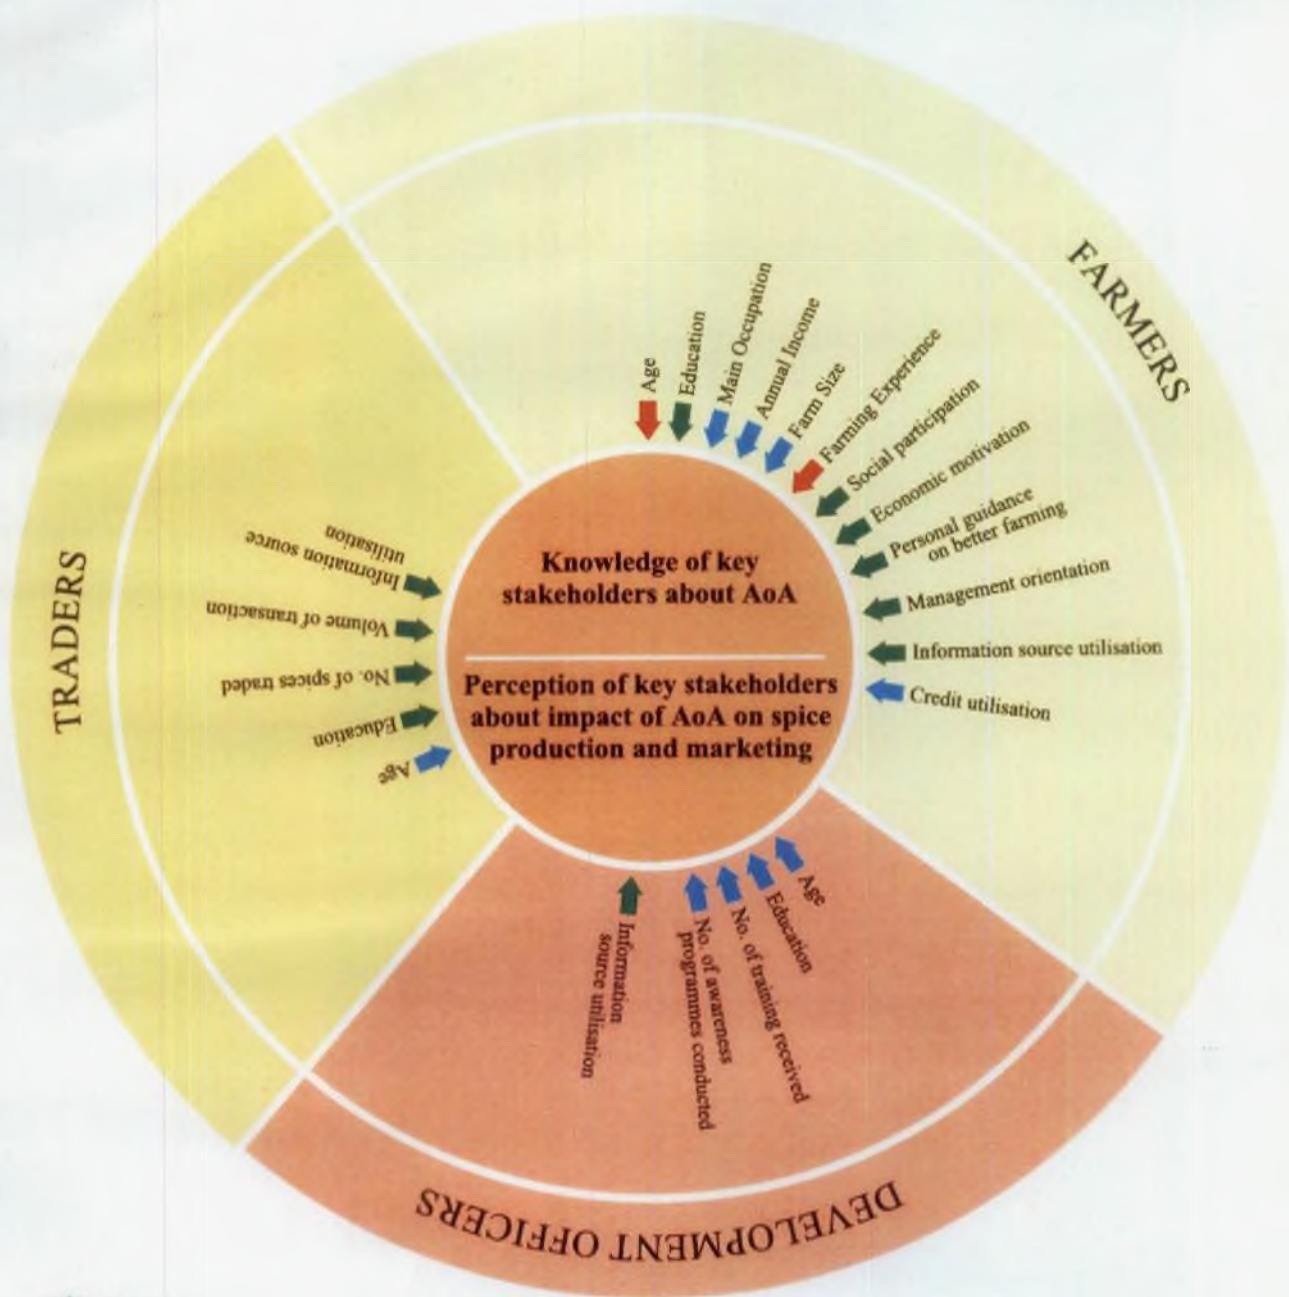 FARMERS
Age
Education
Main Occupation
Annual Income
Farm Size
Farming Experience
Social participation
Economic motivation
Personal guidance
on better farming
Management orientation
Information source utilisation
Credit utilisation
Knowledge of key
stakeholders about AoA
Perception of key stakeholders
about impact of AoA on spice
production and marketing
TRADERS
Information source
utilisation
Volume of transaction
No. of spices traded
Education
Age
DEVELOPMENT OFFICERS
Age
Education
No. of training received
No. of awareness
programmes conducted
Information
source utilisation